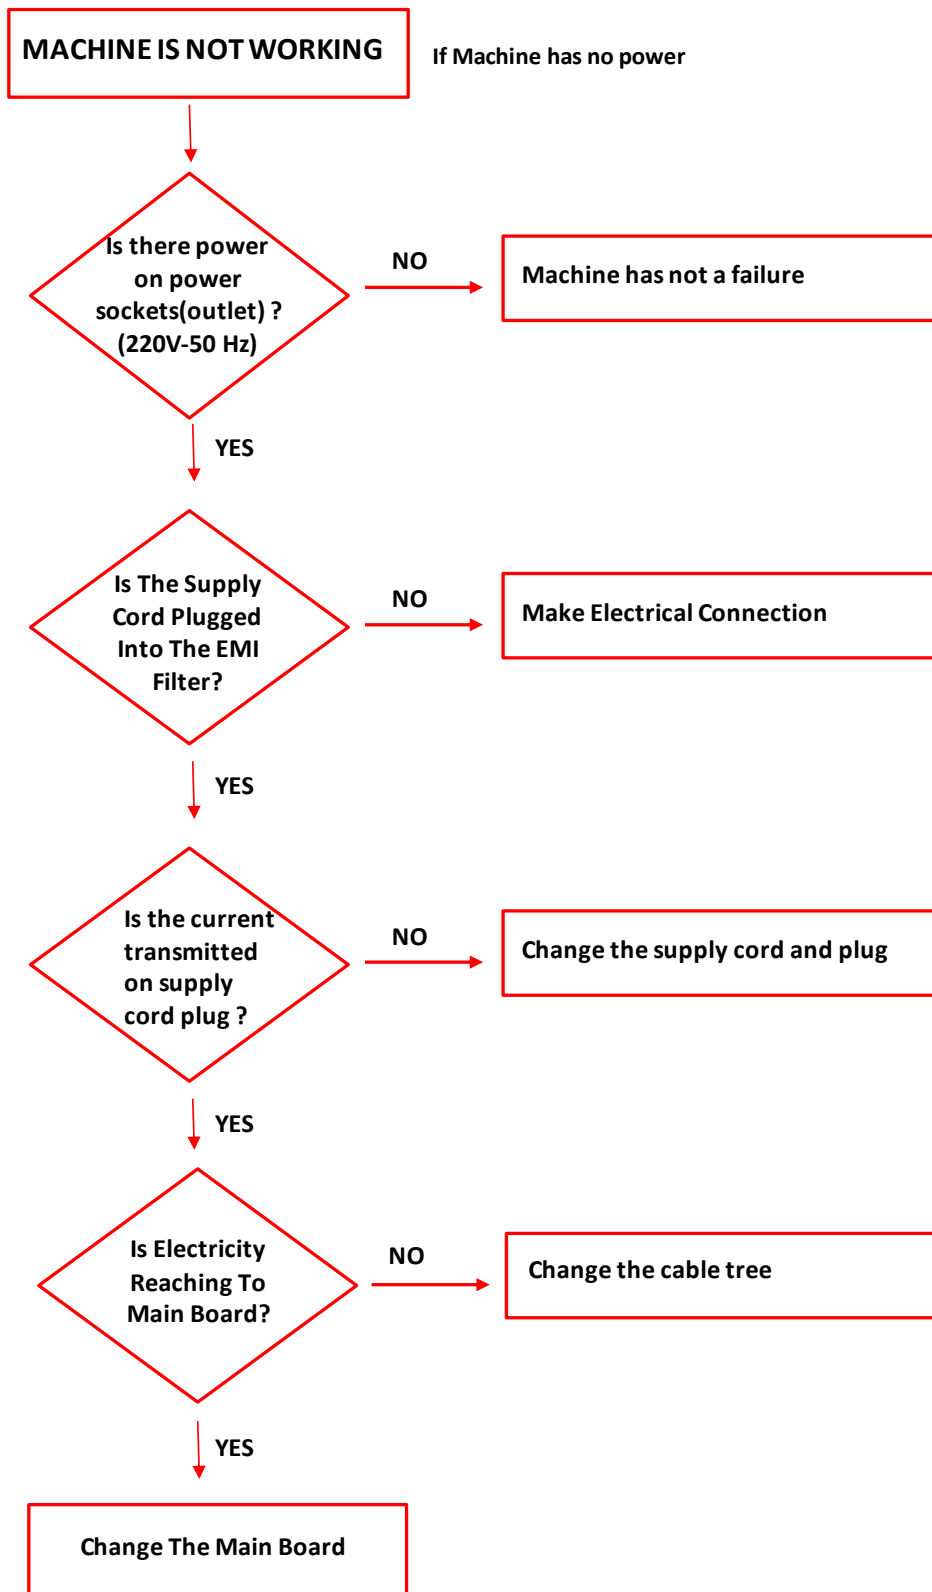 MACHINE IS NOT WORKING
If Machine has no power
Is there power
on power
sockets(outlet) ?
(220V-50 Hz)
NO
Machine has not a failure
YES
Is The Supply
Cord Plugged
Into The EMI
Filter?
NO
Make Electrical Connection
YES
Is the current
transmitted
on supply
cord plug ?
NO
Change the supply cord and plug
YES
Is Electricity
Reaching To
Main Board?
NO
Change the cable tree
YES
Change The Main Board